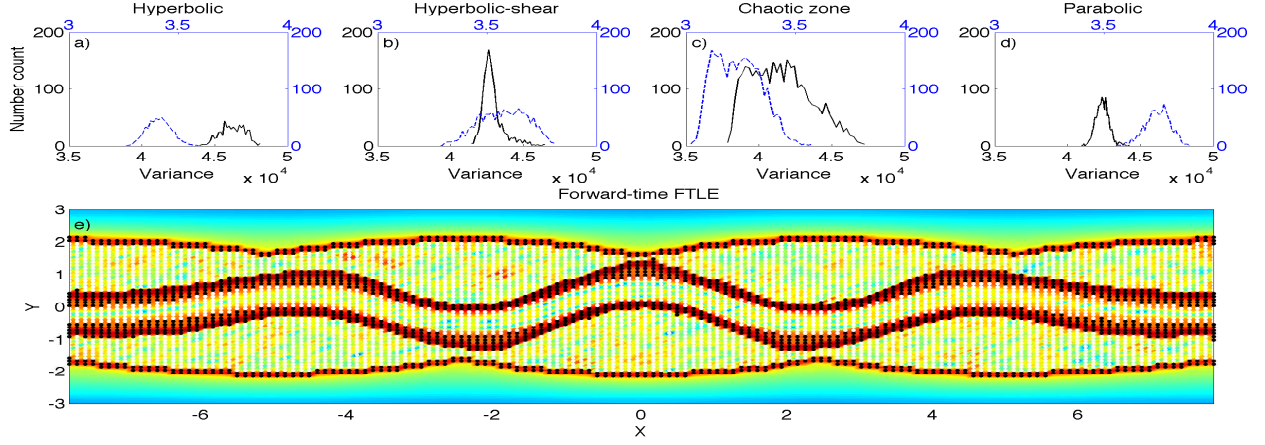 Hyperbolic Hyperbolic-shear Chaotic zone Parabolic
3 3.5 4 3 3.5 4 3 3.5 4 3 3.5 4
200 a) 200 200 b) 200 200 c) 200 200 d) 200
Number count
100 100 100 100 100 100 100 100
0 0 0 0 0 0 0 0
3.5 4 4.5 5 3.5 4 4.5 5 3.5 4 4.5 5 3.5 4 4.5 5
Variance x 10^4 Variance x 10^4 Variance x 10^4 Variance x 10^4
Forward-time FTLE
3 e)
2
1
Y 0
-1
-2
-3
-6 -4 -2 0 2 4 6
X